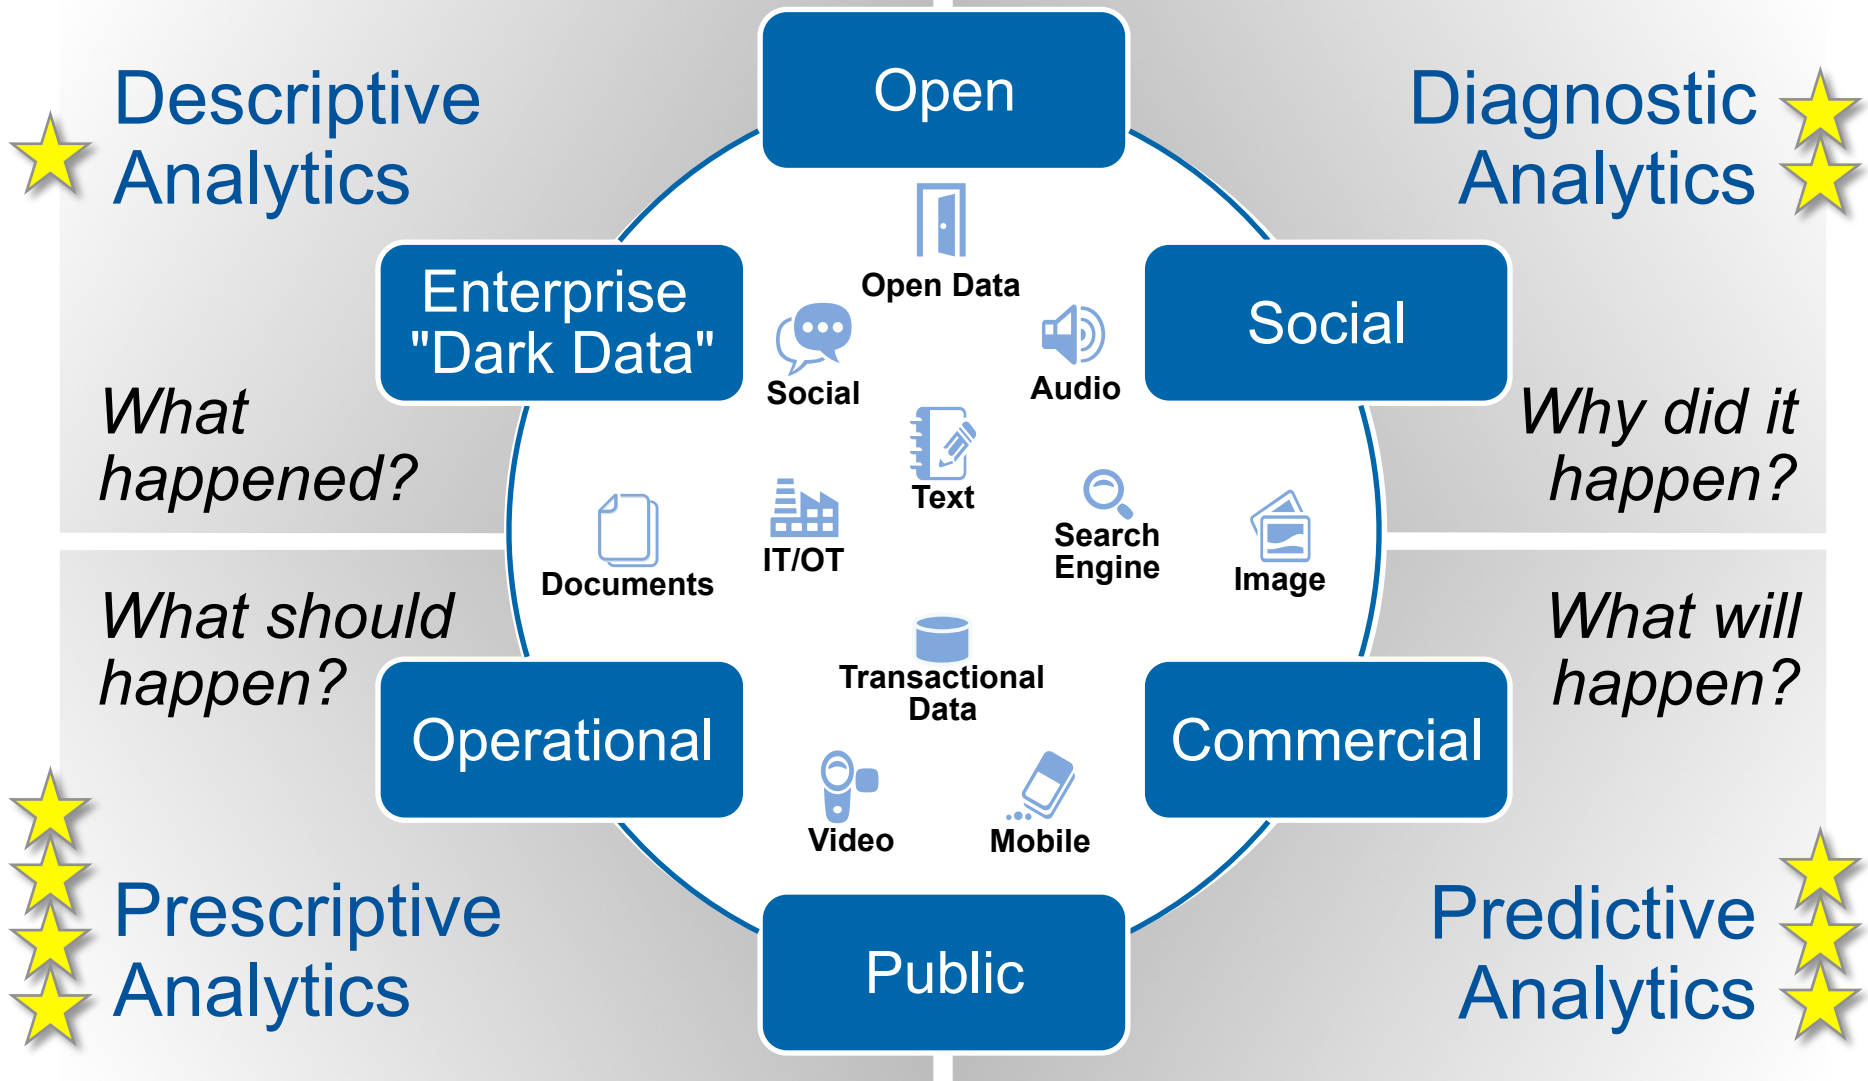 Descriptive
Analytics
Open
Diagnostic
Analytics
Enterprise
"Dark Data"
Open Data
Social
Social
Audio
What
happened?
Why did it
happen?
Text
Documents
IT/OT
Search
Engine
Image
What should
happen?
What will
happen?
Transactional
Data
Operational
Commercial
Video
Mobile
Prescriptive
Analytics
Public
Predictive
Analytics